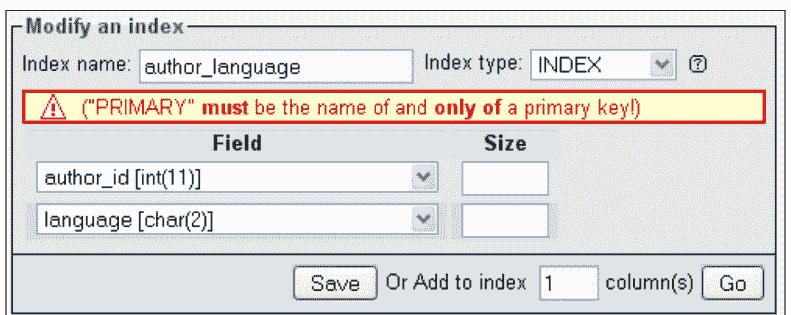 Modify an index
Index name: author_language Index type: INDEX ?
("PRIMARY" must be the name of and only of a primary key!)
Field Size
author_id [int(11)]
language [char(2)]
Save Or Add to index 1 column(s) Go